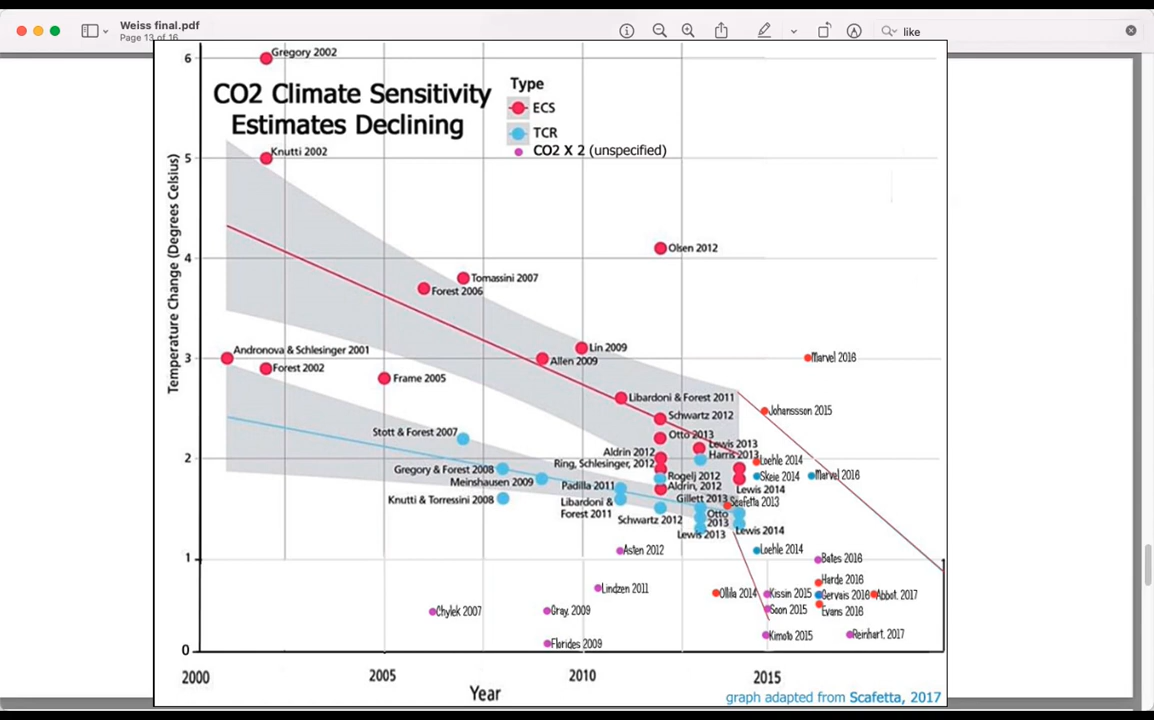 Weiss final.pdf
Page 13 of 16
like
CO2 Climate Sensitivity
Estimates Declining
Type
ECS
TCR
CO2 X 2 (unspecified)
Temperature Change (Degrees Celsius)
6
5
4
3
2
1
0
Gregory 2002
Knutti 2002
Olsen 2012
Tomassini 2007
Forest 2006
Lin 2009
Allen 2009
Andronova & Schlesinger 2001
Forest 2002
Frame 2005
Marvel 2016
Libardoni & Forest 2011
Johanssson 2015
Schwartz 2012
Otto 2013
Stott & Forest 2007
Lewis 2013
Harris 2013
Aldrin 2012
Ring, Schlesinger, 2012
Loehle 2014
Gregory & Forest 2008
Rogelj 2012
Skeie 2014
Marvel 2016
Meinshausen 2009
Padilla 2011
Aldrin, 2012
Lewis 2014
Knutti & Torressini 2008
Libardoni &
Forest 2011
Gillett 2013
Scafetta 2013
Schwartz 2012
Otto
2013
Lewis 2013
Lewis 2014
Asten 2012
Loehle 2014
Bates 2016
Lindzen 2011
Harde 2016
Ollila 2014
Kissin 2015
Gervais 2016
Abbot. 2017
Chylek 2007
Gray. 2009
Soon 2015
Evans 2016
Florides 2009
Kimoto 2015
Reinhart. 2017
2000
2005
2010
2015
Year
graph adapted from Scafetta, 2017